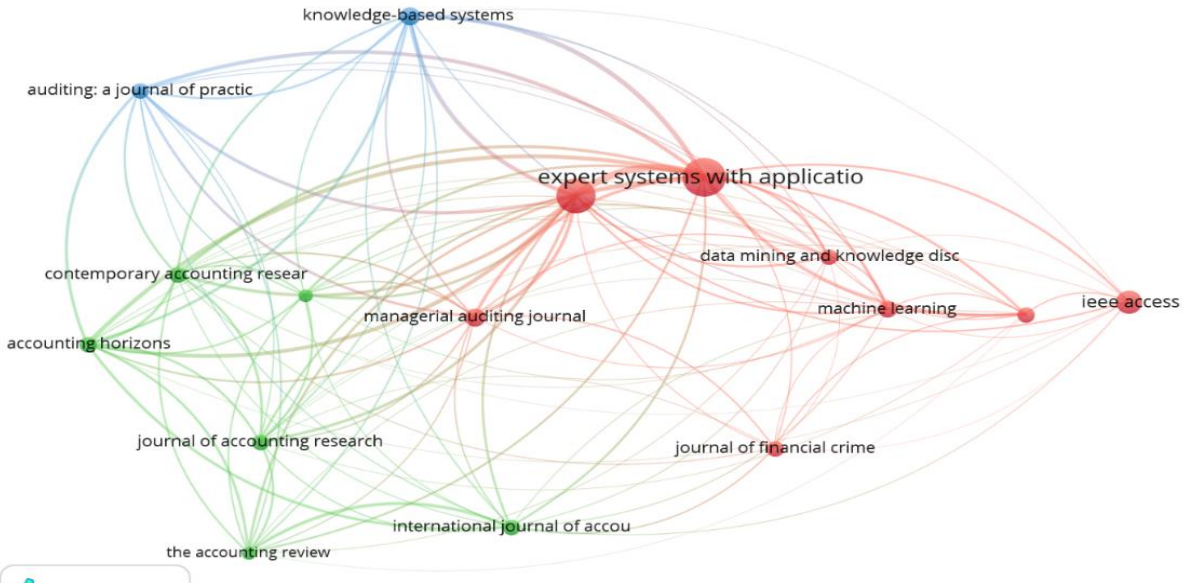 knowledge-based systems
auditing: a journal of practic
expert systems with applicatio
data mining and knowledge disc
contemporary accounting resear
ieee access
machine learning
managerial auditing journal
accounting horizons
journal of accounting research
journal of financial crime
international journal of accou
the accounting review